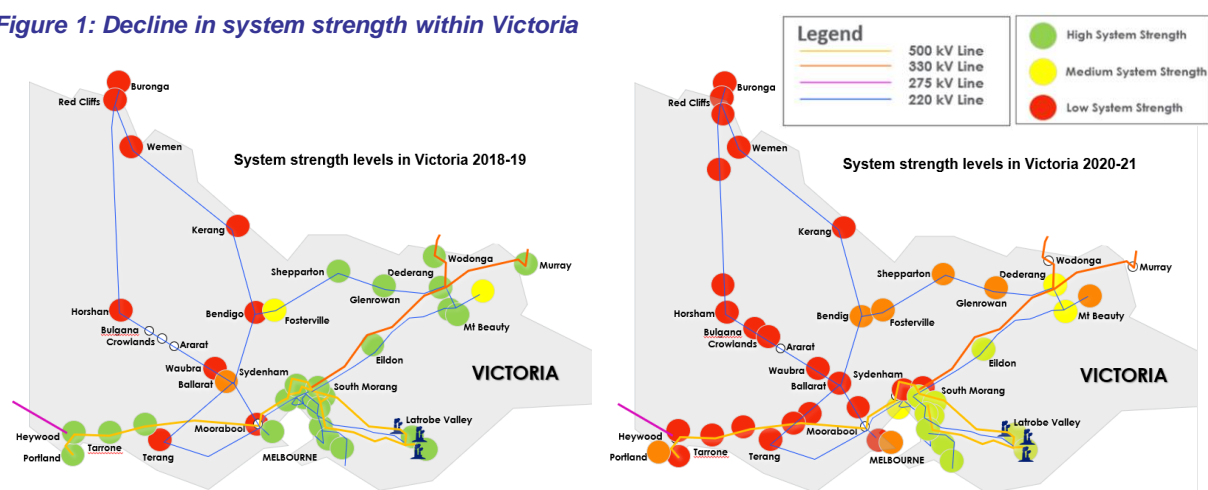 Figure 1: Decline in system strength within Victoria
Legend
500 kV Line
330 kV Line
275 kV Line
220 kV Line
High System Strength
Medium System Strength
Low System Strength
System strength levels in Victoria 2018-19
Buronga
Red Cliffs
Wemen
Kerang
Wodonga
Murray
Shepparton
Dederang
Glenrowan
Horsham
Bendigo
Fosterville
Mt Beauty
Bulgana
Crowlands
Ararat
Eildon
Waubra
Ballarat
Sydenham
VICTORIA
South Morang
Latrobe Valley
Moorabool
Heywood
Portland
Tarrone
Terang
MELBOURNE
System strength levels in Victoria 2020-21
Buronga
Red Cliffs
Wemen
Kerang
Wodonga
Murray
Shepparton
Dederang
Glenrowan
Horsham
Bendig
Fosterville
Mt Beauty
Bulgana
Crowlands
Ararat
Eildon
Waubra
Ballarat
Sydenham
VICTORIA
South Morang
Latrobe Valley
Moorabool
Heywood
Portland
Tarrone
Terang
MELBOURNE